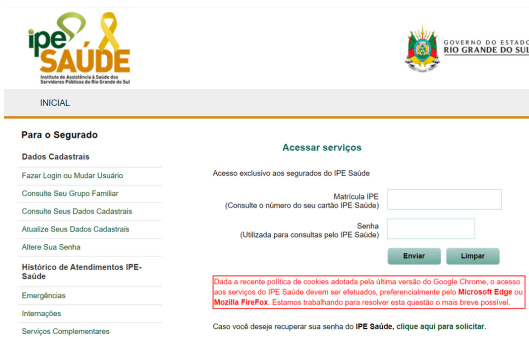 ipe
SAÚDE
Instituto de Assistência à Saúde dos
Servidores Públicos do Rio Grande do Sul
GOVERNO DO ESTADO
RIO GRANDE DO SUL
INICIAL
Para o Segurado
Dados Cadastrais
Fazer Login ou Mudar Usuário
Consulte Seu Grupo Familiar
Consulte Seus Dados Cadastrais
Atualize Seus Dados Cadastrais
Altere Sua Senha
Histórico de Atendimentos IPE-
Saúde
Emergências
Internações
Serviços Complementares
Acessar serviços
Acesso exclusivo aos segurados do IPE Saúde
Matrícula IPE
(Consulte o número do seu cartão IPE Saúde)
Senha
(Utilizada para consultas pelo IPE Saúde)
Enviar Limpar
Dada a recente política de cookies adotada pela última versão do Google Chrome, o acesso
aos serviços do IPE Saúde devem ser efetuados, preferencialmente pelo Microsoft Edge ou
Mozilla FireFox. Estamos trabalhando para resolver esta questão o mais breve possível.
Caso você deseje recuperar sua senha do IPE Saúde, clique aqui para solicitar.